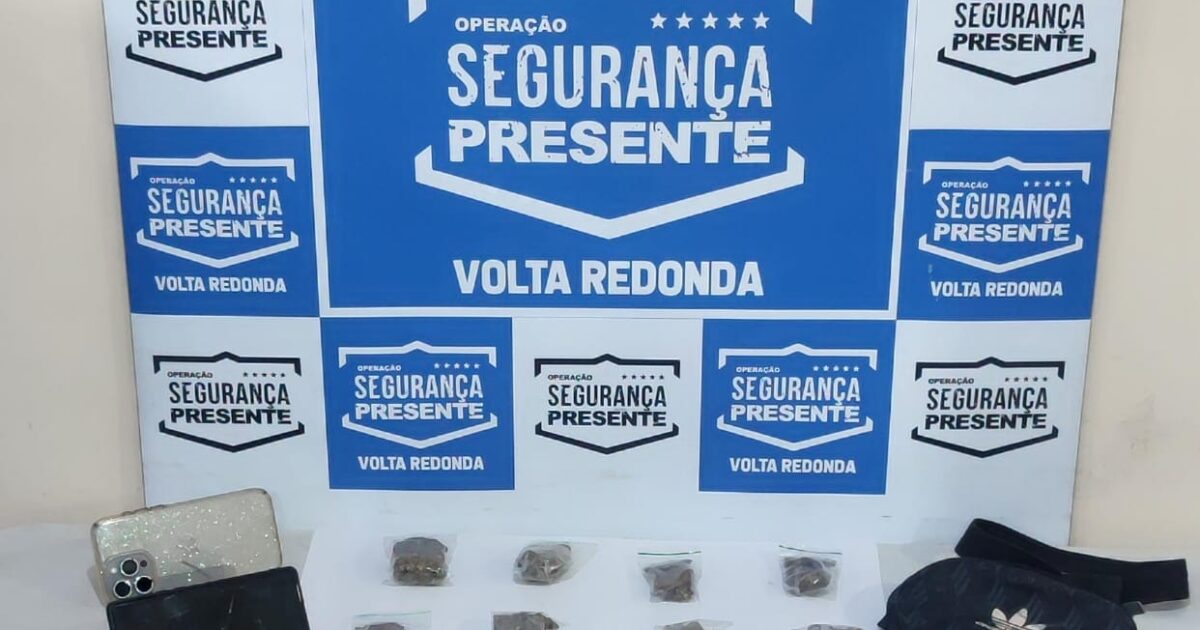 SEGURANÇA
PRESENTE
OPERAÇÃO
SEGURANÇA
PRESENTE
VOLTA REDONDA
SEGURANÇA
PRESENTE
OPERAÇÃO
SEGURANÇA
PRESENTE
VOLTA REDONDA
OPERAÇÃO
SEGURANÇA
PRESENTE
VOLTA REDONDA
OPERAÇÃO
SEGURANÇA
PRESENTE
OPERAÇÃO
SEGURANÇA
PRESENTE
VOLTA REDONDA
OPERAÇÃO
SEGURANÇA
PRESENTE
OPERAÇÃO
SEGURANÇA
PRESENTE
VOLTA REDONDA
OPERAÇÃO
SEGURANÇA
PRESENTE